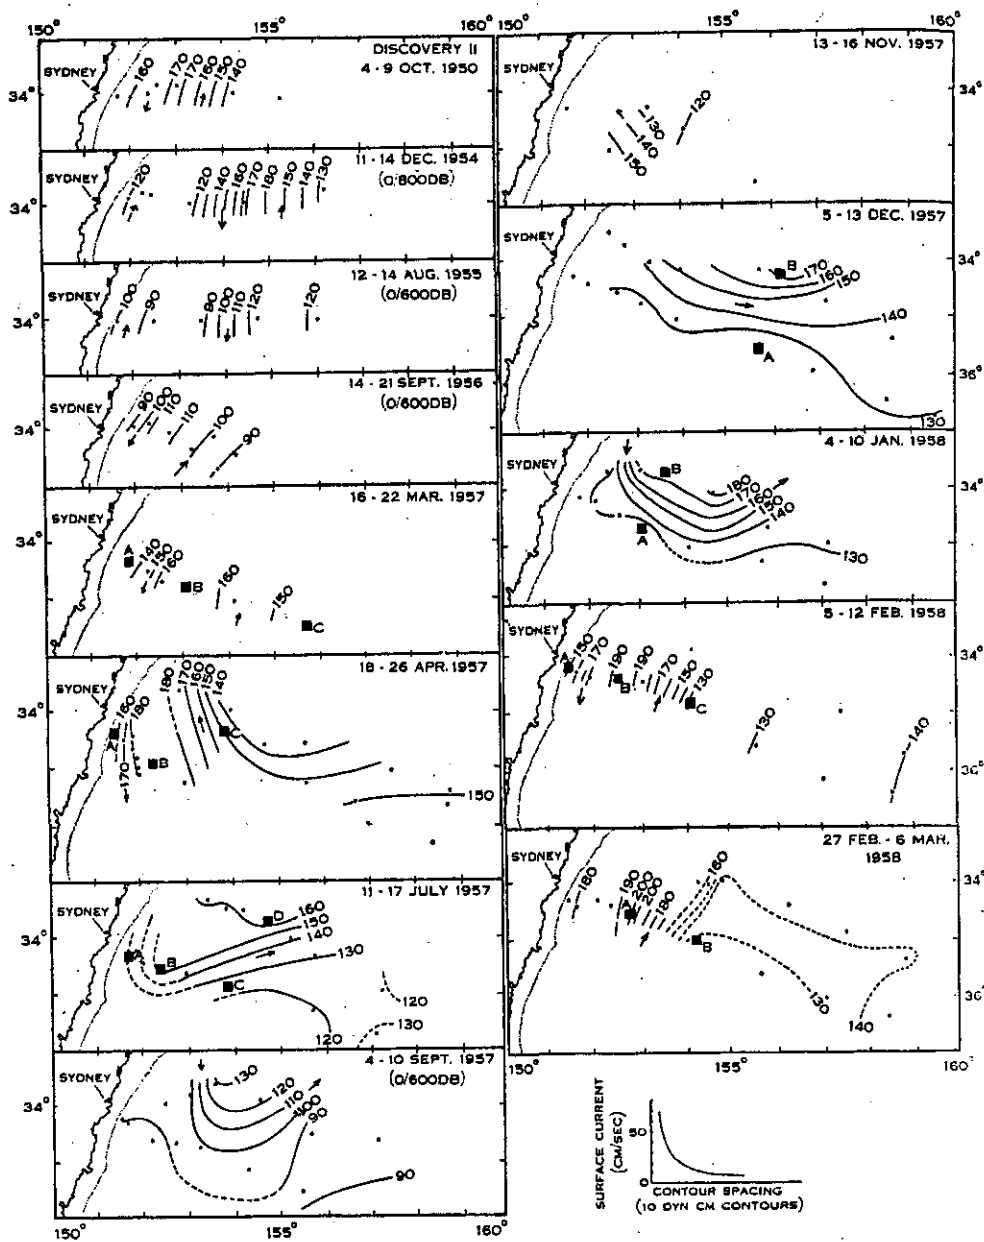 150° 155° 160°
SYDNEY
34°
DISCOVERY II
4 - 9 OCT. 1950
160 170 170 160 150 140
SYDNEY
34°
11 - 14 DEC. 1954
(0/800DB)
120 120 140 160 170 180 150 140 130
SYDNEY
34°
12 - 14 AUG. 1955
(0/600DB)
100 90 80 100 110 120 120
SYDNEY
34°
14 - 21 SEPT. 1956
(0/600DB)
90 100 110 110 100 90
SYDNEY
34°
16 - 22 MAR. 1957
A 140 150 160 B 160 150 C
SYDNEY
34°
18 - 26 APR. 1957
160 180 180 170 160 150 140
A 170 B C
150
SYDNEY
34°
11 - 17 JULY 1957
A B C D
160
150
140
130
120
120
130
SYDNEY
34°
4 - 10 SEPT. 1957
(0/600DB)
130
120
110
100
90
90
150° 155° 160°
150° 155° 160°
SYDNEY
34°
13 - 16 NOV. 1957
120
130
140
150
5 - 13 DEC. 1957
SYDNEY
34°
B 170
160
150
140
A
36°
130
4 - 10 JAN. 1958
SYDNEY
34°
B
180
170
160
150
140
A
130
5 - 12 FEB. 1958
SYDNEY
34°
A 150 170 190 B 190 170 150 130 C
130
140
36°
27 FEB. - 6 MAR.
1958
SYDNEY
34°
180 190 200 200 180 160
A B
130
140
36°
150° 155° 160°
SURFACE CURRENT
(CM/SEC)
50
0
CONTOUR SPACING
(10 DYN CM CONTOURS)